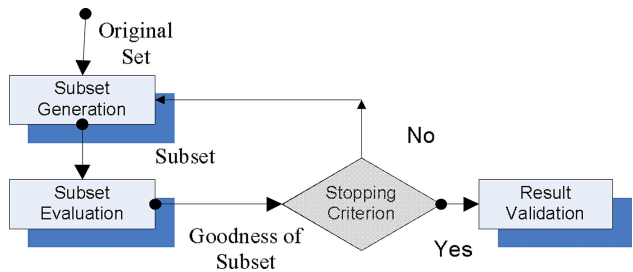 Original
Set
Subset
Generation
Subset
No
Subset
Evaluation
Goodness of
Subset
Stopping
Criterion
Yes
Result
Validation